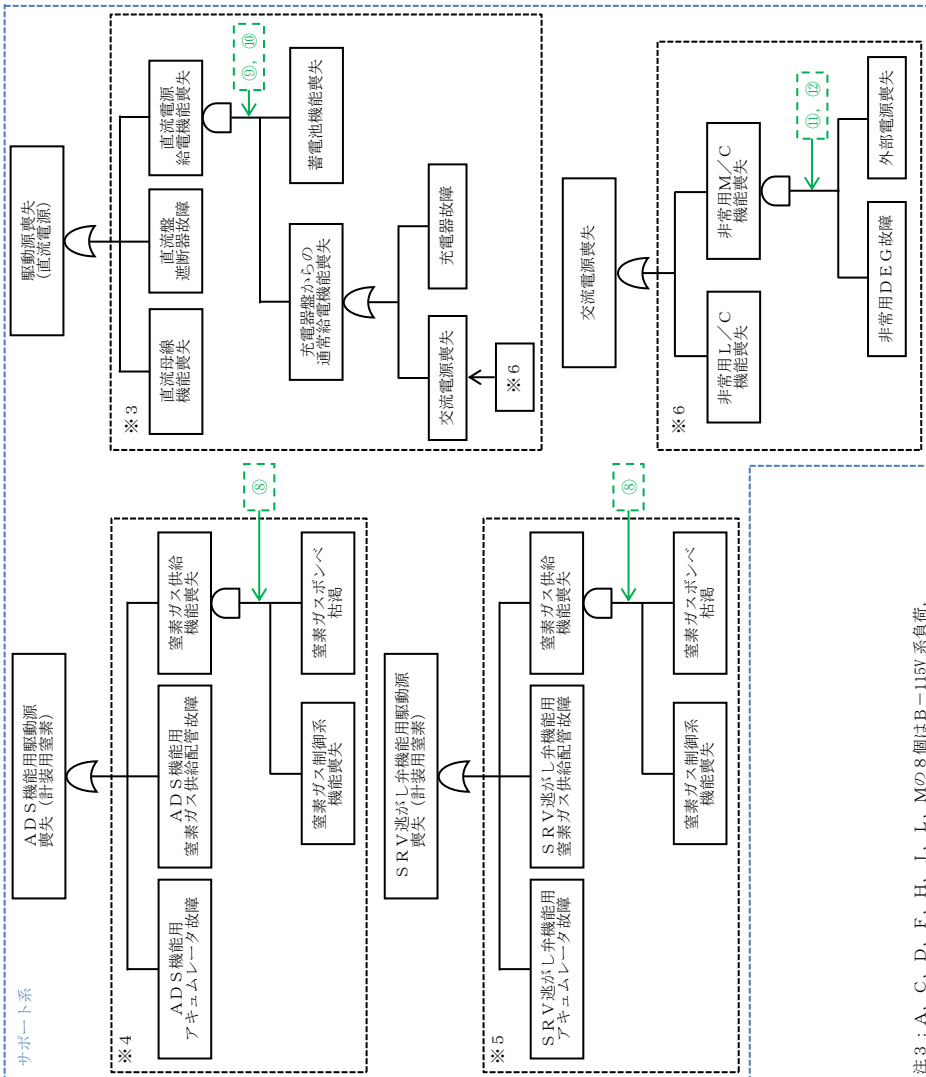 サポート系
ADS機能用駆動源
喪失(計装用窒素)
※4
ADS機能用
アキュムレータ故障
ADS機能用
窒素ガス供給配管故障
窒素ガス供給
機能喪失
⑧
窒素ガス制御系
機能喪失
窒素ガスボンベ
枯渇
SRV逃がし弁機能用駆動源
喪失(計装用窒素)
※5
SRV逃がし弁機能用
アキュムレータ故障
SRV逃がし弁機能用
窒素ガス供給配管故障
窒素ガス供給
機能喪失
⑧
窒素ガス制御系
機能喪失
窒素ガスボンベ
枯渇
駆動源喪失
(直流電源)
※3
直流母線
機能喪失
直流盤
遮断器故障
直流電源
給電機能喪失
⑨,⑩
充電器盤からの
通常給電機能喪失
蓄電池機能喪失
交流電源喪失
充電器故障
※6
交流電源喪失
※6
非常用L/C
機能喪失
非常用M/C
機能喪失
⑪,⑫
非常用DEG故障
外部電源喪失
注3:A,C,D,F,H,J,L,Mの8個はB-115V系負荷,